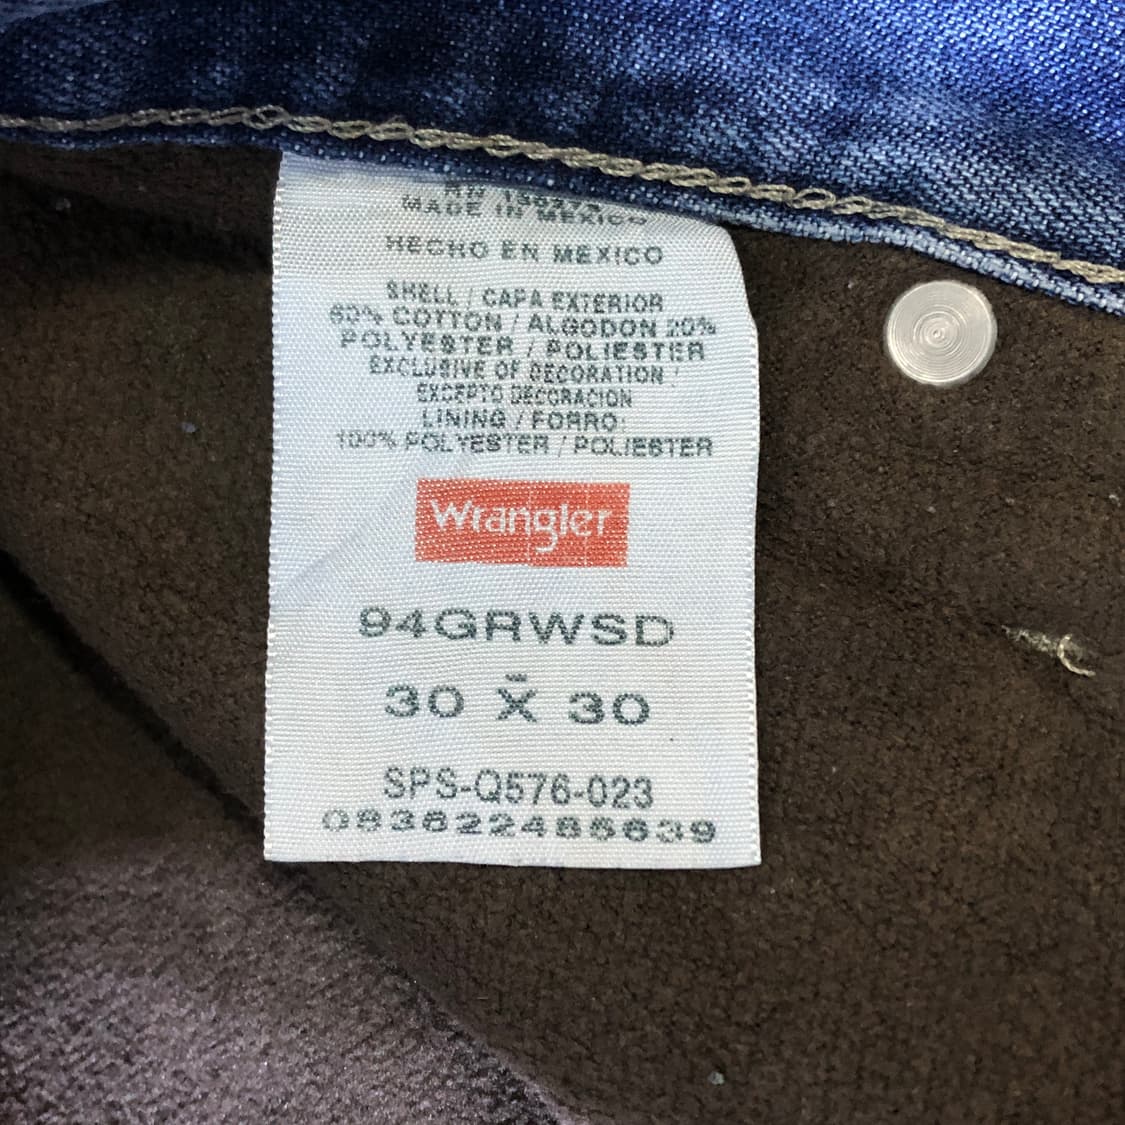 MADE IN MEXICO
HECHO EN MEXICO
SHELL / CAPA EXTERIOR
80% COTTON / ALGODON 20%
POLYESTER / POLIESTER
EXCLUSIVE OF DECORATION /
EXCEPTO DECORACION
LINING / FORRO:
100% POLYESTER / POLIESTER
Wrangler
94GRWSD
30 X 30
SPS-Q576-023